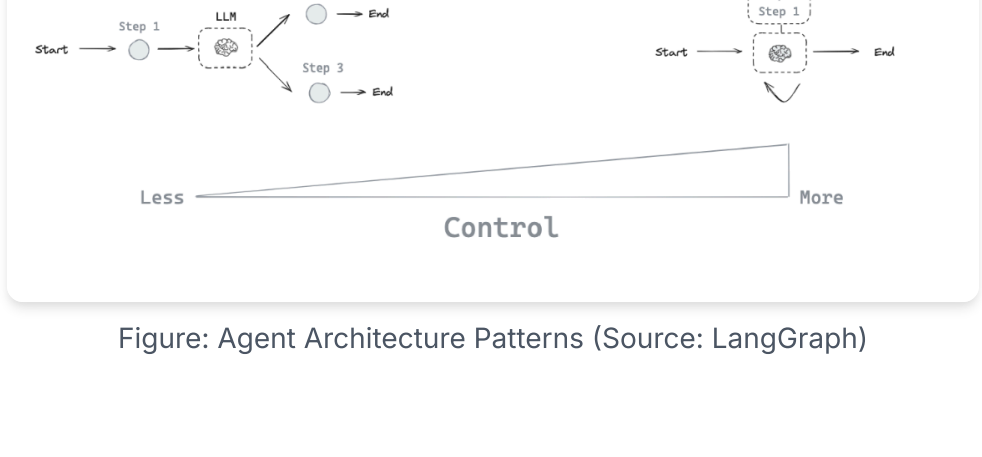 LLM
End
Step 1
Step 1
Start
Start
End
Step 3
End
Less
More
Control
Figure: Agent Architecture Patterns (Source: LangGraph)